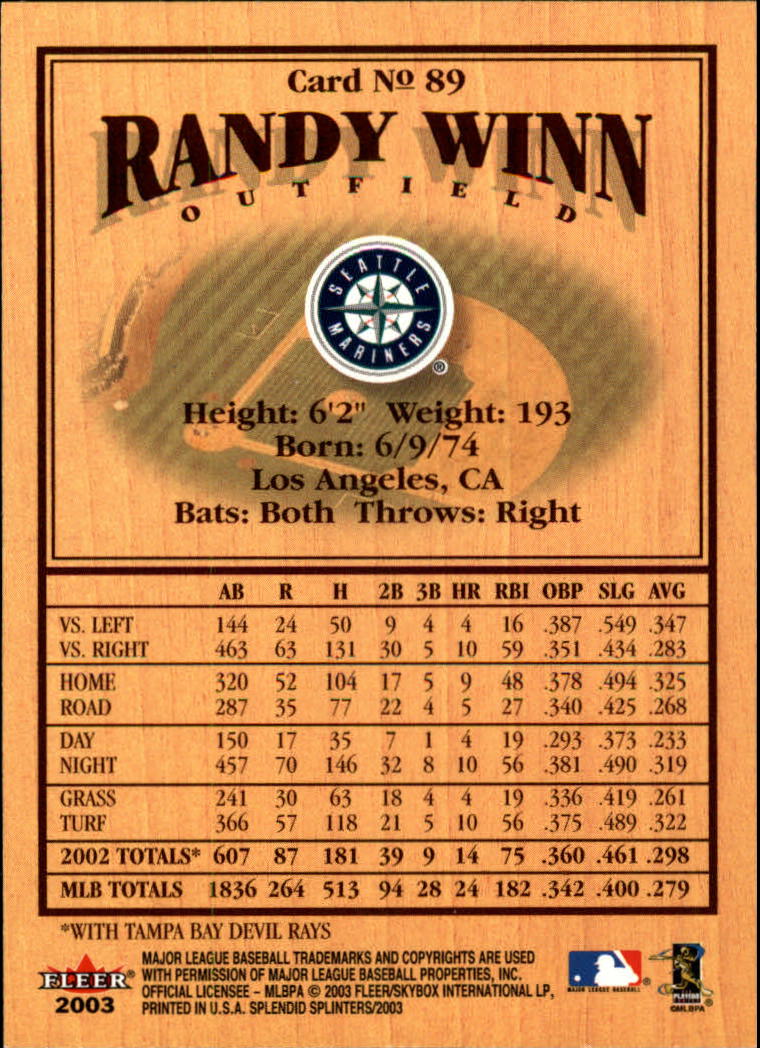 Card Nº 89
RANDY WINN
OUTFIELD
SEATTLE
MARINERS
®
Height: 6'2" Weight: 193
Born: 6/9/74
Los Angeles, CA
Bats: Both Throws: Right
AB R H 2B 3B HR RBI OBP SLG AVG
VS. LEFT 144 24 50 9 4 4 16 .387 .549 .347
VS. RIGHT 463 63 131 30 5 10 59 .351 .434 .283
HOME 320 52 104 17 5 9 48 .378 .494 .325
ROAD 287 35 77 22 4 5 27 .340 .425 .268
DAY 150 17 35 7 1 4 19 .293 .373 .233
NIGHT 457 70 146 32 8 10 56 .381 .490 .319
GRASS 241 30 63 18 4 4 19 .336 .419 .261
TURF 366 57 118 21 5 10 56 .375 .489 .322
2002 TOTALS* 607 87 181 39 9 14 75 .360 .461 .298
MLB TOTALS 1836 264 513 94 28 24 182 .342 .400 .279
*WITH TAMPA BAY DEVIL RAYS
FLEER®
2003
MAJOR LEAGUE BASEBALL TRADEMARKS AND COPYRIGHTS ARE USED
WITH PERMISSION OF MAJOR LEAGUE BASEBALL PROPERTIES, INC.
OFFICIAL LICENSEE – MLBPA © 2003 FLEER/SKYBOX INTERNATIONAL LP,
PRINTED IN U.S.A. SPLENDID SPLINTERS/2003
MAJOR LEAGUE BASEBALL ®
PLAYERS
CHOICE ®
©MLBPA